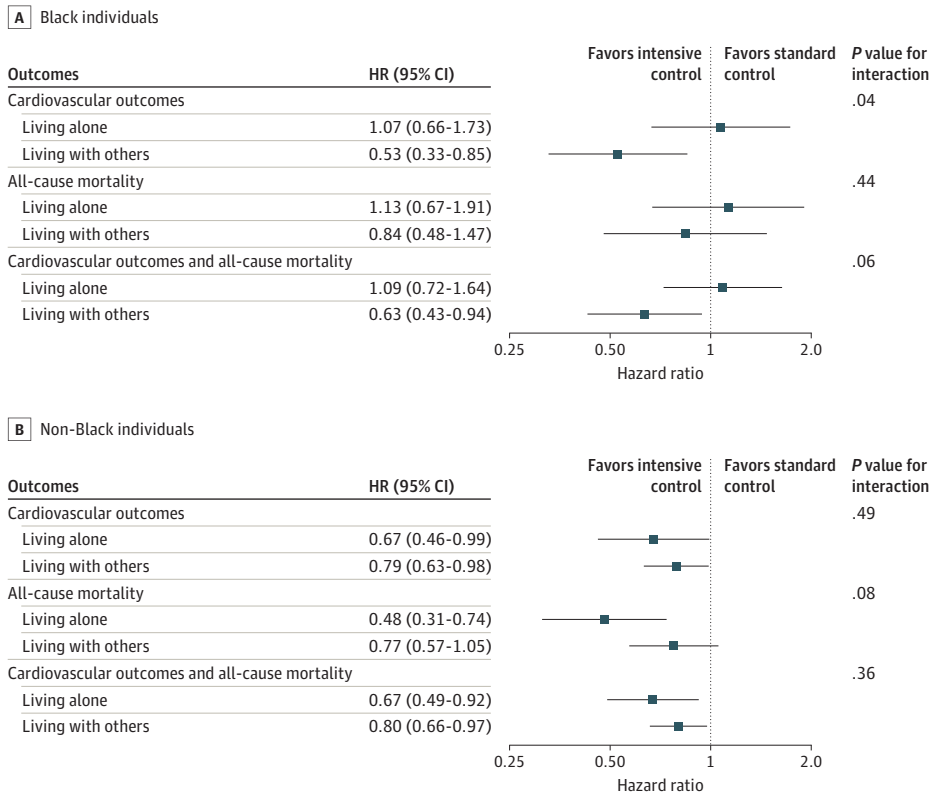 A Black individuals
Favors intensive control
Favors standard control
P value for interaction
Outcomes HR (95% CI)
Cardiovascular outcomes .04
Living alone 1.07 (0.66-1.73)
Living with others 0.53 (0.33-0.85)
All-cause mortality .44
Living alone 1.13 (0.67-1.91)
Living with others 0.84 (0.48-1.47)
Cardiovascular outcomes and all-cause mortality .06
Living alone 1.09 (0.72-1.64)
Living with others 0.63 (0.43-0.94)
0.25 0.50 1 2.0
Hazard ratio
B Non-Black individuals
Favors intensive control
Favors standard control
P value for interaction
Outcomes HR (95% CI)
Cardiovascular outcomes .49
Living alone 0.67 (0.46-0.99)
Living with others 0.79 (0.63-0.98)
All-cause mortality .08
Living alone 0.48 (0.31-0.74)
Living with others 0.77 (0.57-1.05)
Cardiovascular outcomes and all-cause mortality .36
Living alone 0.67 (0.49-0.92)
Living with others 0.80 (0.66-0.97)
0.25 0.50 1 2.0
Hazard ratio